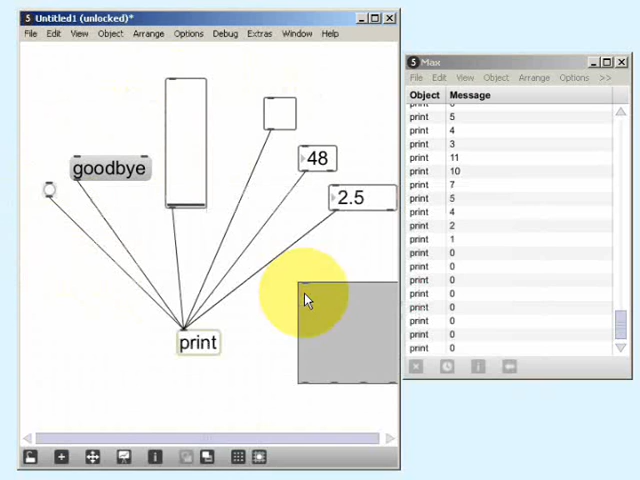 5 Untitled1 (unlocked)*
File Edit View Object Arrange Options Debug Extras Window Help
goodbye
48
2.5
print
5 Max
File Edit View Object Arrange Options >>
Object Message
print 5
print 4
print 3
print 11
print 10
print 7
print 5
print 4
print 2
print 1
print 0
print 0
print 0
print 0
print 0
print 0
print 0
print 0